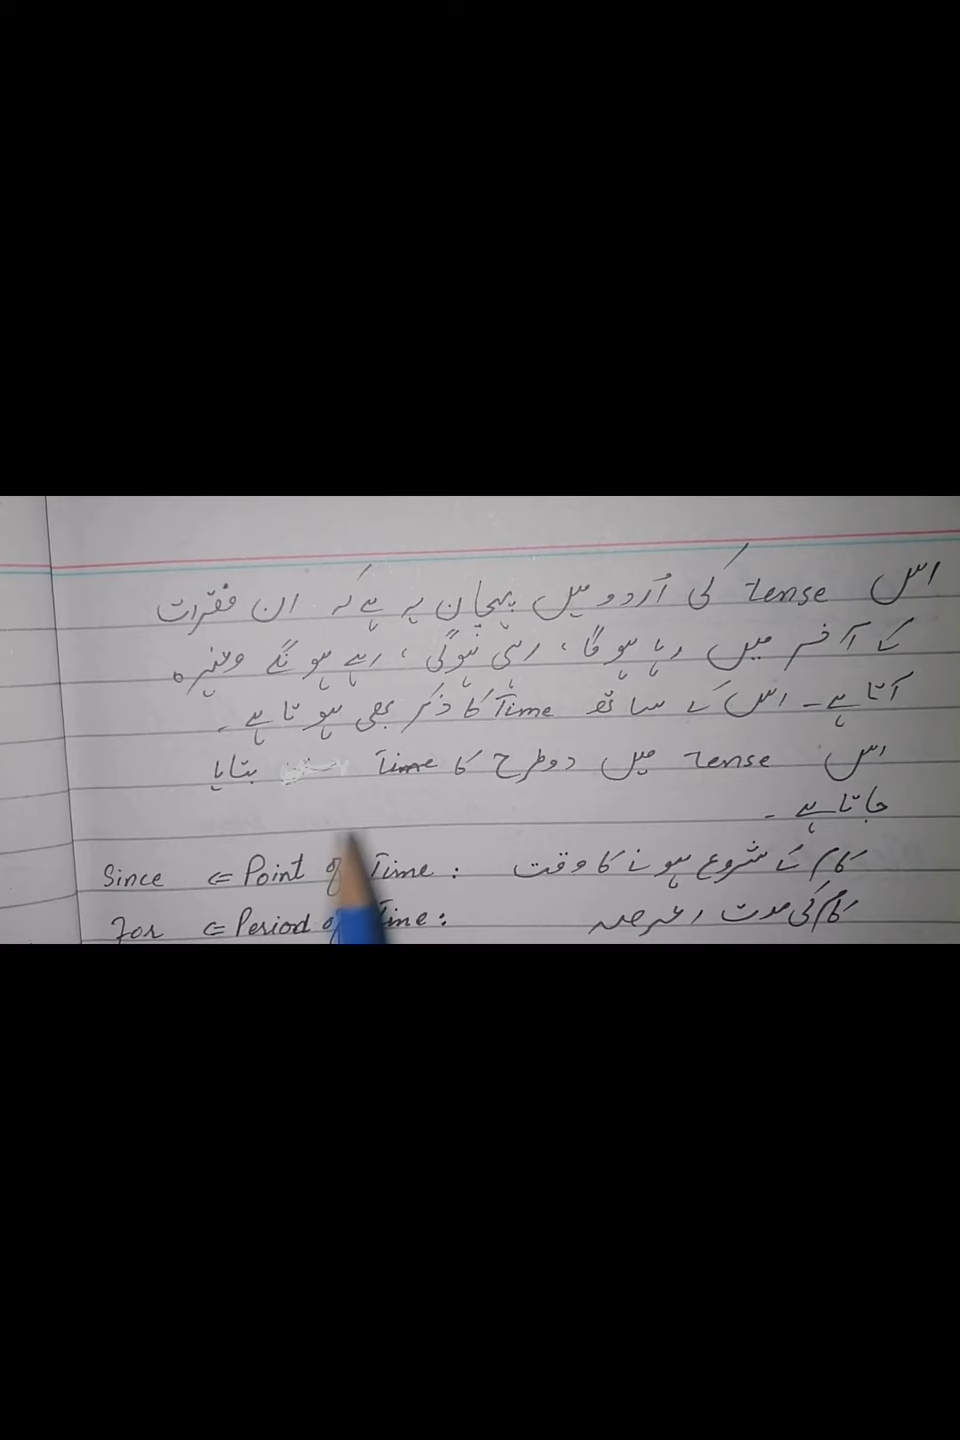 اس Tense کی اُردو میں پہچان یہ ہے کہ ان فقرات
کے آخر میں رہا ہوگا، رہی ہوگی، رہے ہونگے وغیرہ
آتا ہے۔ اس کے ساتھ Time کا ذکر بھی ہوتا ہے۔
اس Tense میں دو طرح کا Time بتایا
جاتا ہے۔
کام کے شروع ہونے کا وقت : Since ⇐ Point of Time
کام کی مدت / عرصہ : For ⇐ Period of Time